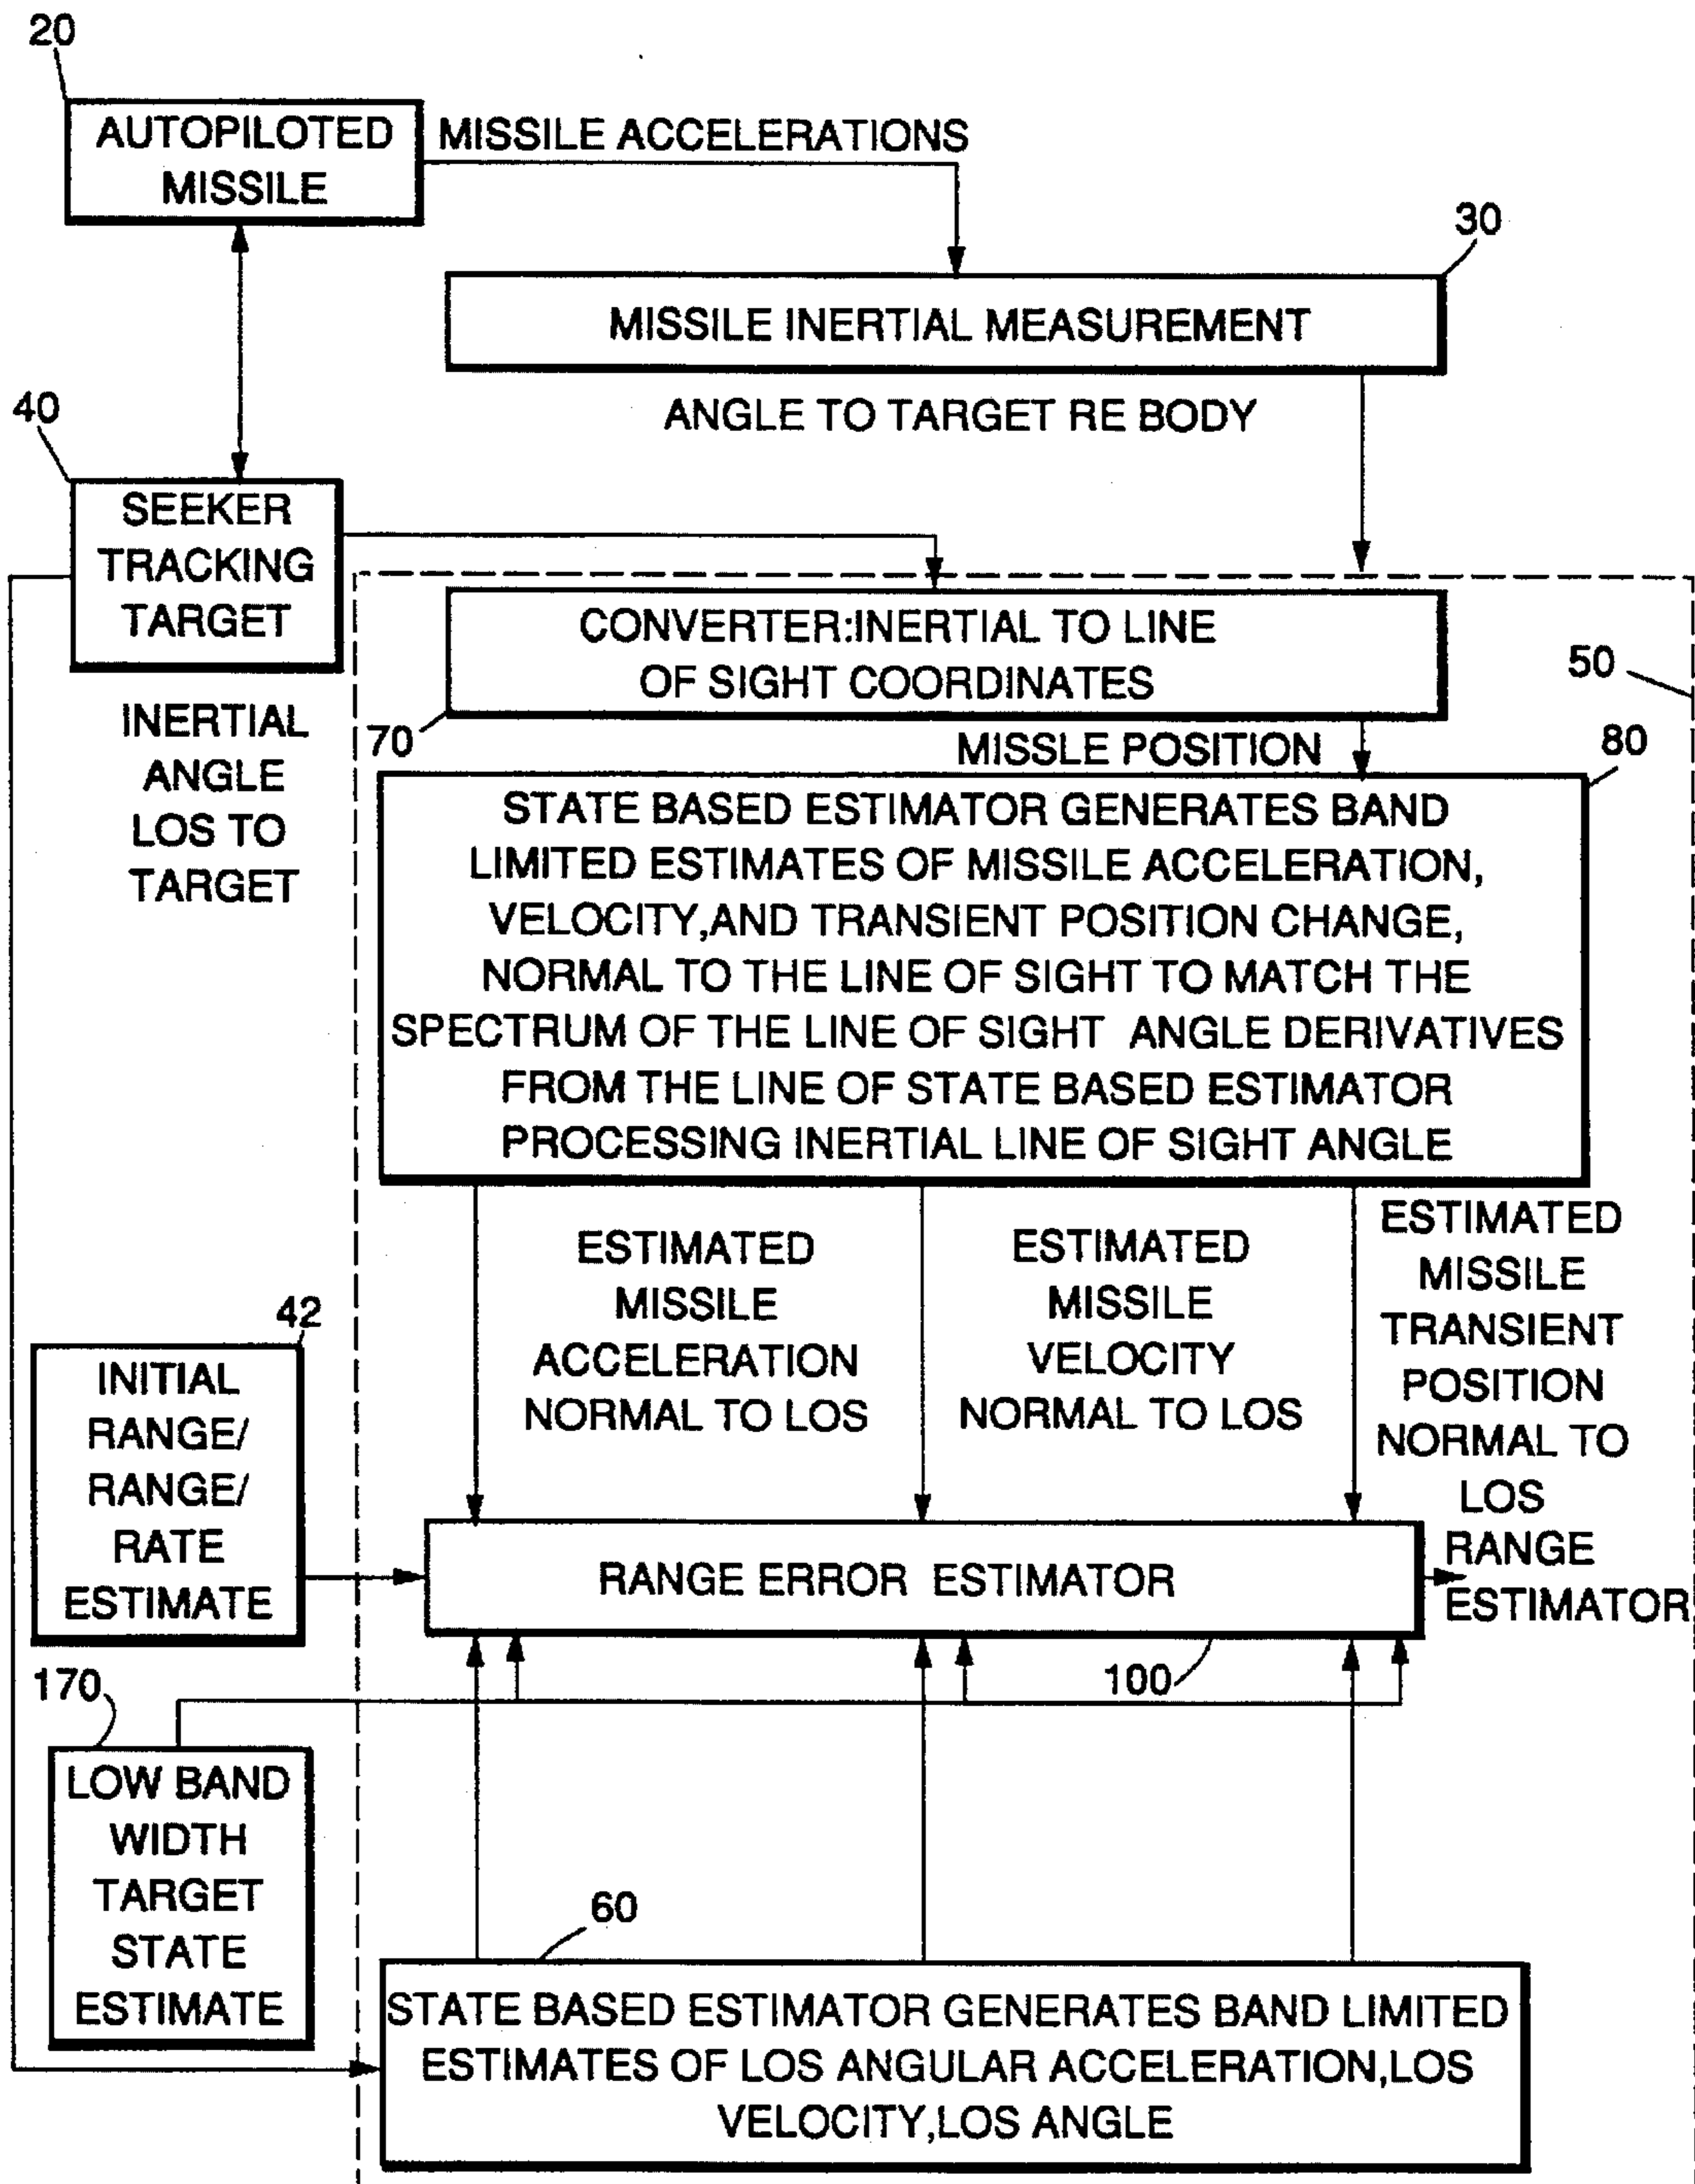 20
AUTOPILOTED
MISSILE
MISSILE ACCELERATIONS
30
MISSILE INERTIAL MEASUREMENT
ANGLE TO TARGET RE BODY
40
SEEKER
TRACKING
TARGET
INERTIAL
ANGLE
LOS TO
TARGET
CONVERTER:INERTIAL TO LINE
OF SIGHT COORDINATES
50
70
MISSLE POSITION
80
STATE BASED ESTIMATOR GENERATES BAND
LIMITED ESTIMATES OF MISSILE ACCELERATION,
VELOCITY,AND TRANSIENT POSITION CHANGE,
NORMAL TO THE LINE OF SIGHT TO MATCH THE
SPECTRUM OF THE LINE OF SIGHT ANGLE DERIVATIVES
FROM THE LINE OF STATE BASED ESTIMATOR
PROCESSING INERTIAL LINE OF SIGHT ANGLE
ESTIMATED
MISSILE
ACCELERATION
NORMAL TO LOS
ESTIMATED
MISSILE
VELOCITY
NORMAL TO LOS
ESTIMATED
MISSILE
TRANSIENT
POSITION
NORMAL TO
LOS
42
INITIAL
RANGE/
RANGE/
RATE
ESTIMATE
RANGE ERROR ESTIMATOR
RANGE
ESTIMATOR
100
170
LOW BAND
WIDTH
TARGET
STATE
ESTIMATE
60
STATE BASED ESTIMATOR GENERATES BAND LIMITED
ESTIMATES OF LOS ANGULAR ACCELERATION,LOS
VELOCITY,LOS ANGLE